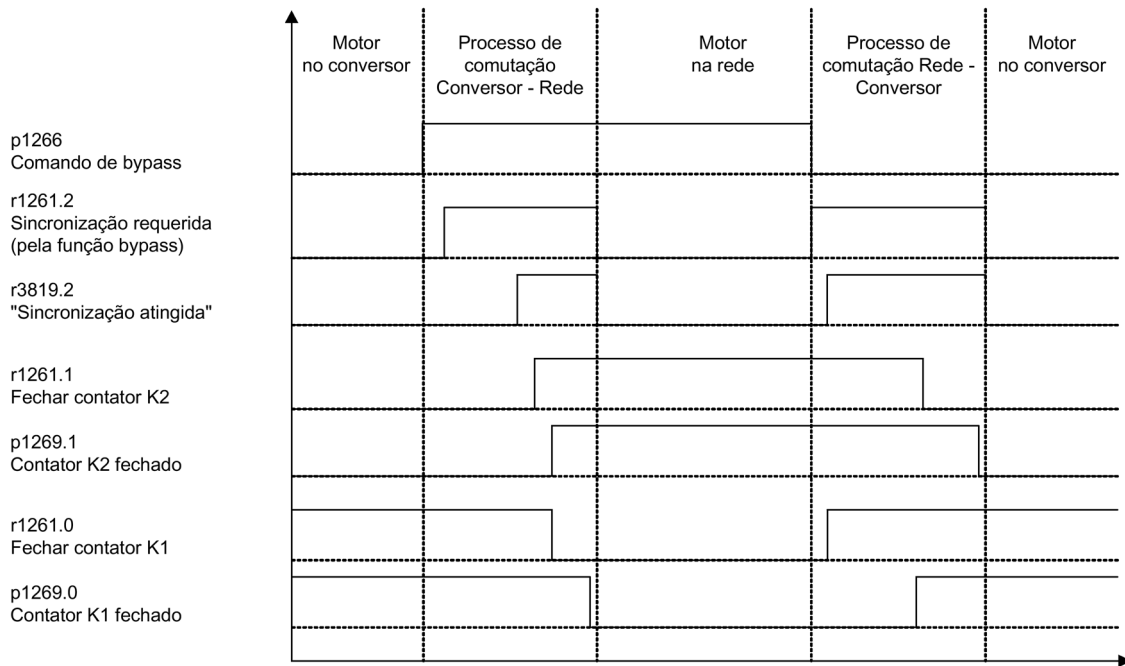 Motor
no conversor
Processo de
comutação
Conversor - Rede
Motor
na rede
Processo de
comutação Rede -
Conversor
Motor
no conversor
p1266
Comando de bypass
r1261.2
Sincronização requerida
(pela função bypass)
r3819.2
"Sincronização atingida"
r1261.1
Fechar contator K2
p1269.1
Contator K2 fechado
r1261.0
Fechar contator K1
p1269.0
Contator K1 fechado